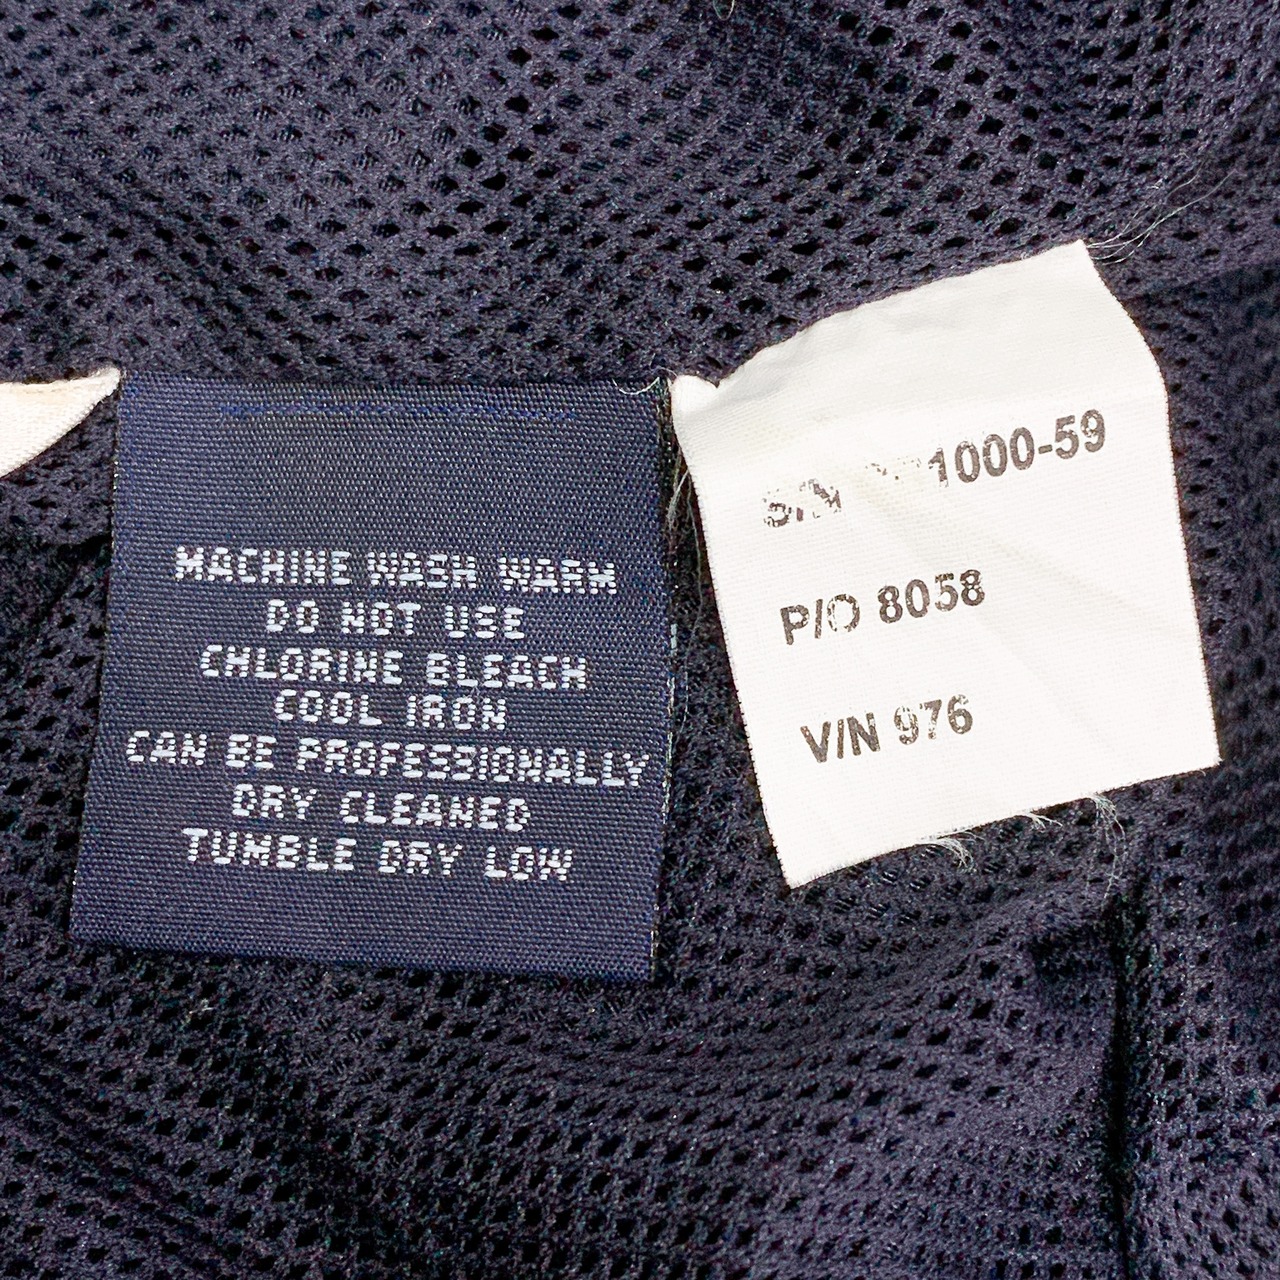 MACHINE WASH WARM
DO NOT USE
CHLORINE BLEACH
COOL IRON
CAN BE PROFESSIONALLY
DRY CLEANED
TUMBLE DRY LOW
S/N 1000-59
P/O 8058
V/N 976